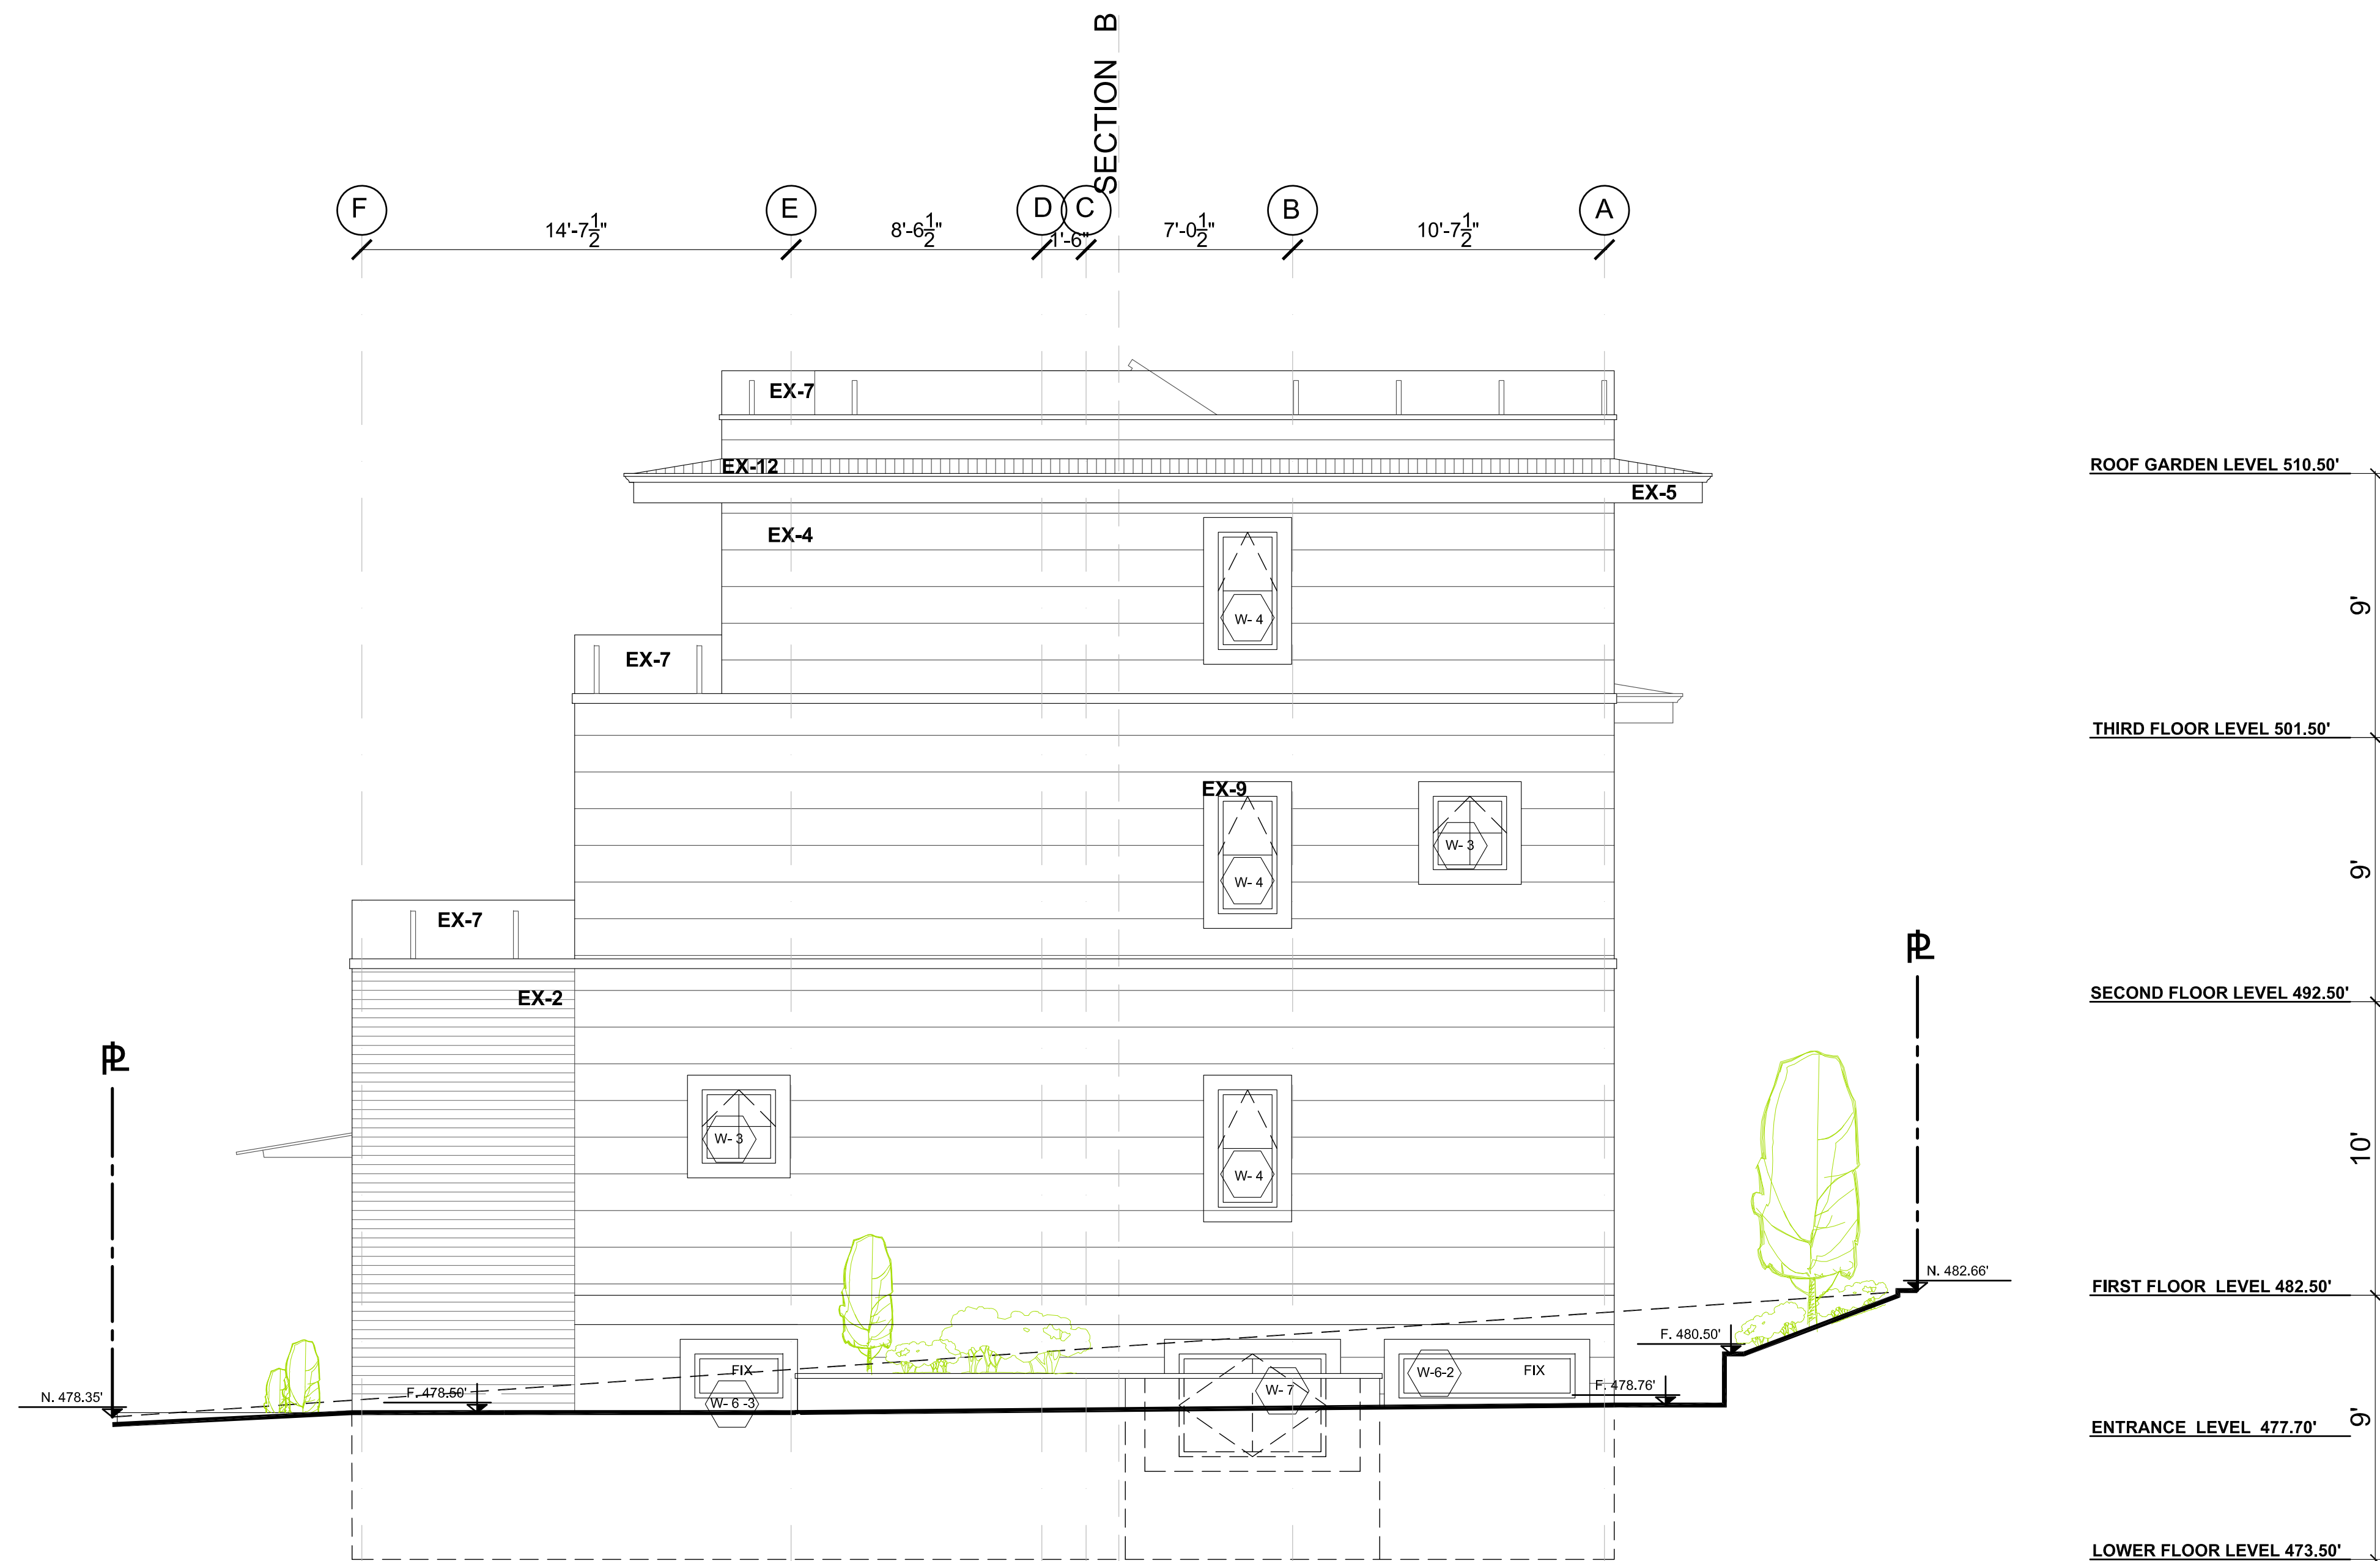 SECTION B
F
E
D
C
B
A
14'-7 1/2"
8'-6 1/2"
1'-6"
7'-0 1/2"
10'-7 1/2"
EX-7
EX-12
EX-5
ROOF GARDEN LEVEL 510.50'
EX-4
W- 4
9'
EX-7
THIRD FLOOR LEVEL 501.50'
EX-9
W- 3
W- 4
9'
EX-7
PL
EX-2
SECOND FLOOR LEVEL 492.50'
PL
W- 3
W- 4
10'
N. 482.66'
FIRST FLOOR LEVEL 482.50'
F. 480.50'
FIX
W-6-2
FIX
N. 478.35'
F. 478.50'
W- 6 -3
W- 7
F. 478.76'
ENTRANCE LEVEL 477.70'
9'
LOWER FLOOR LEVEL 473.50'